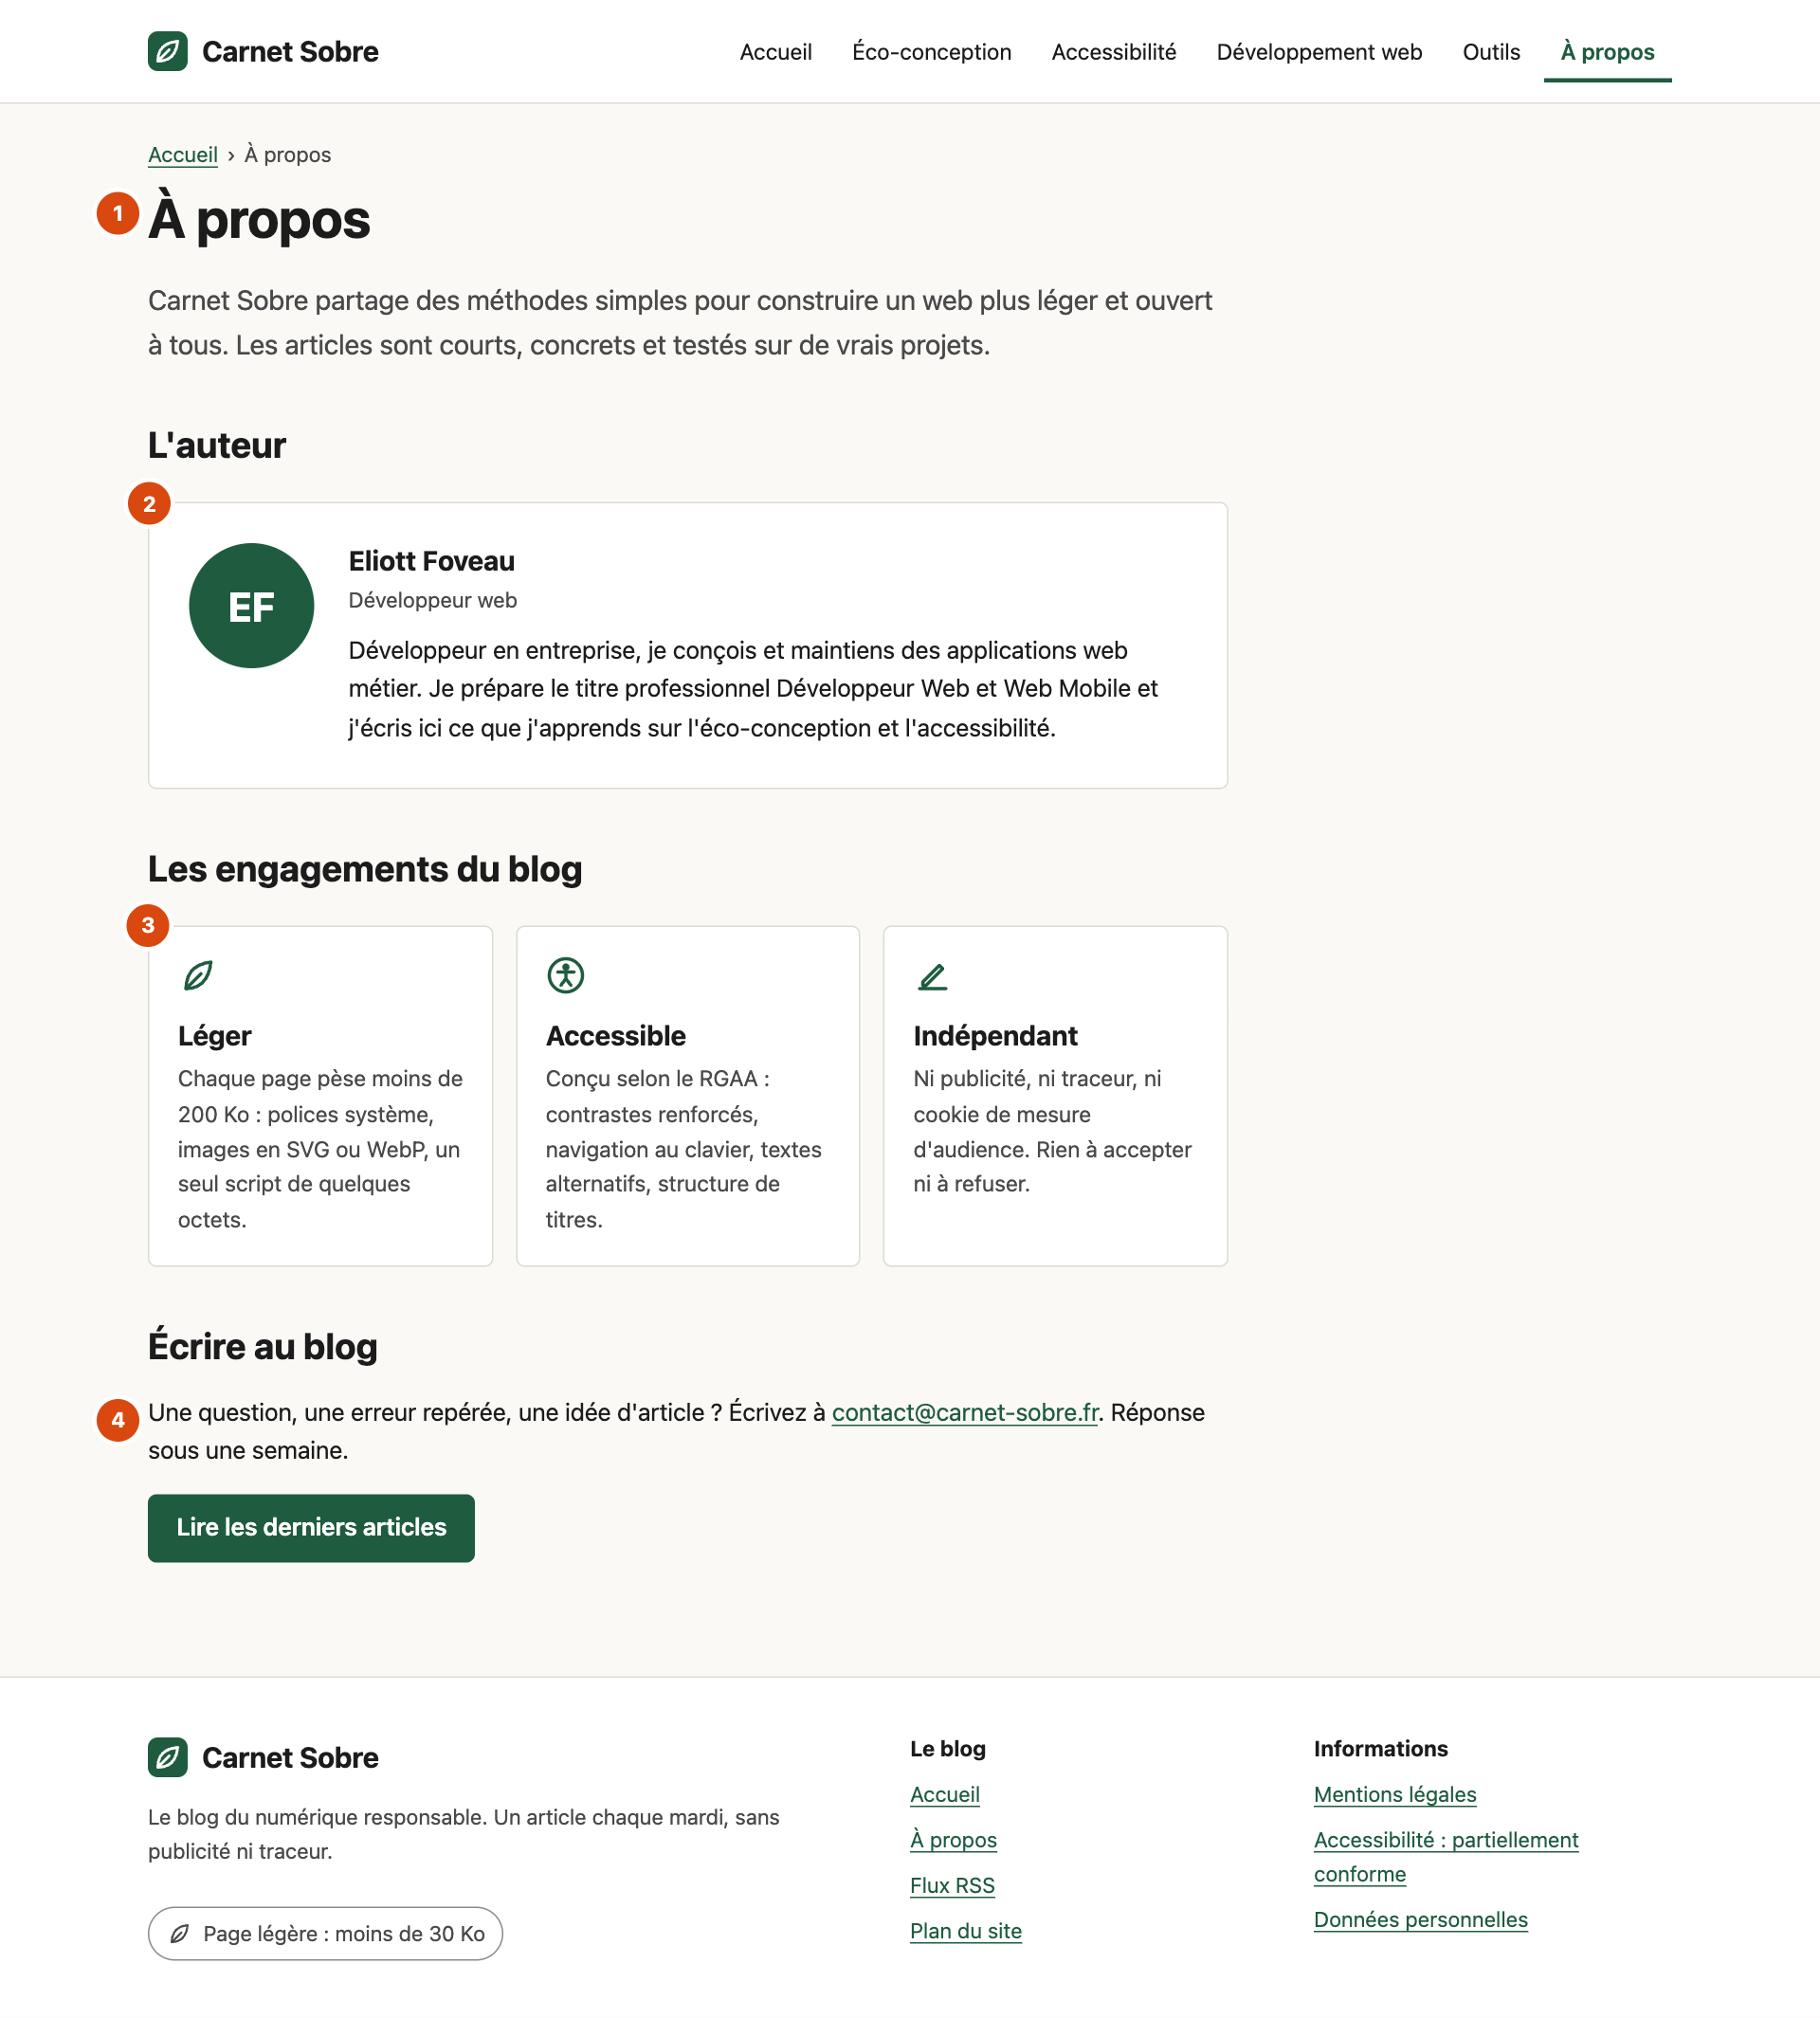 Carnet Sobre
Accueil
Éco-conception
Accessibilité
Développement web
Outils
À propos
Accueil › À propos
1
À propos
Carnet Sobre partage des méthodes simples pour construire un web plus léger et ouvert
à tous. Les articles sont courts, concrets et testés sur de vrais projets.
L'auteur
2
EF
Eliott Foveau
Développeur web
Développeur en entreprise, je conçois et maintiens des applications web
métier. Je prépare le titre professionnel Développeur Web et Web Mobile et
j'écris ici ce que j'apprends sur l'éco-conception et l'accessibilité.
Les engagements du blog
3
Léger
Chaque page pèse moins de
200 Ko : polices système,
images en SVG ou WebP, un
seul script de quelques
octets.
Accessible
Conçu selon le RGAA :
contrastes renforcés,
navigation au clavier, textes
alternatifs, structure de
titres.
Indépendant
Ni publicité, ni traceur, ni
cookie de mesure
d'audience. Rien à accepter
ni à refuser.
Écrire au blog
4
Une question, une erreur repérée, une idée d'article ? Écrivez à contact@carnet-sobre.fr. Réponse
sous une semaine.
Lire les derniers articles
Carnet Sobre
Le blog du numérique responsable. Un article chaque mardi, sans
publicité ni traceur.
Page légère : moins de 30 Ko
Le blog
Accueil
À propos
Flux RSS
Plan du site
Informations
Mentions légales
Accessibilité : partiellement
conforme
Données personnelles